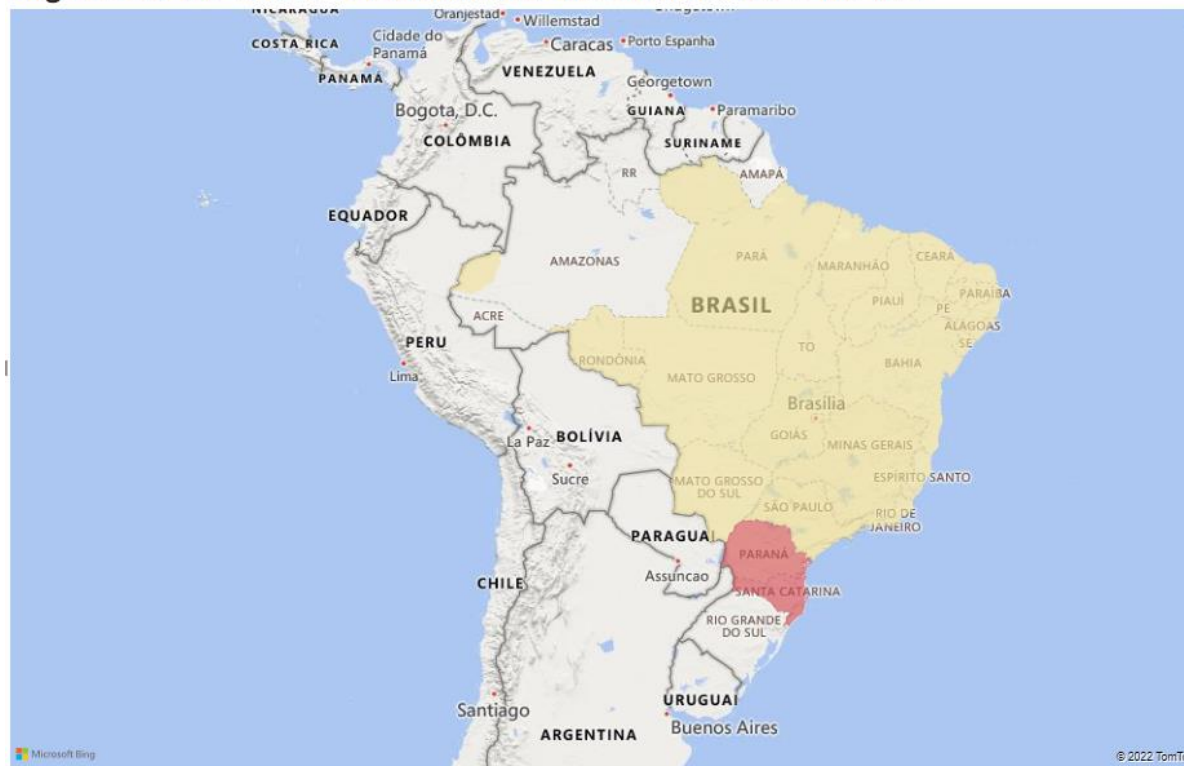 NICARÁGUA
Oranjestad
Willemstad
COSTA RICA
Cidade do
Panamá
Caracas
Porto Espanha
PANAMÁ
VENEZUELA
Georgetown
Bogota, D.C.
GUIANA
Paramaribo
COLÔMBIA
SURINAME
RR
AMAPÁ
EQUADOR
AMAZONAS
PARÁ
MARANHÃO
CEARA
BRASIL
PIAUÍ
PARAÍBA
PE
ACRE
ALAGOAS
SE
PERU
TO
RONDÔNIA
BAHIA
Lima
MATO GROSSO
Brasília
La Paz
BOLÍVIA
GOIÁS
MINAS GERAIS
Sucre
MATO GROSSO
DO SUL
ESPÍRITO SANTO
SÃO PAULO
RIO DE
JANEIRO
PARAGUAI
PARANÁ
Assuncao
CHILE
SANTA CATARINA
RIO GRANDE
DO SUL
URUGUAI
Santiago
Buenos Aires
ARGENTINA
Microsoft Bing
© 2022 TomTo